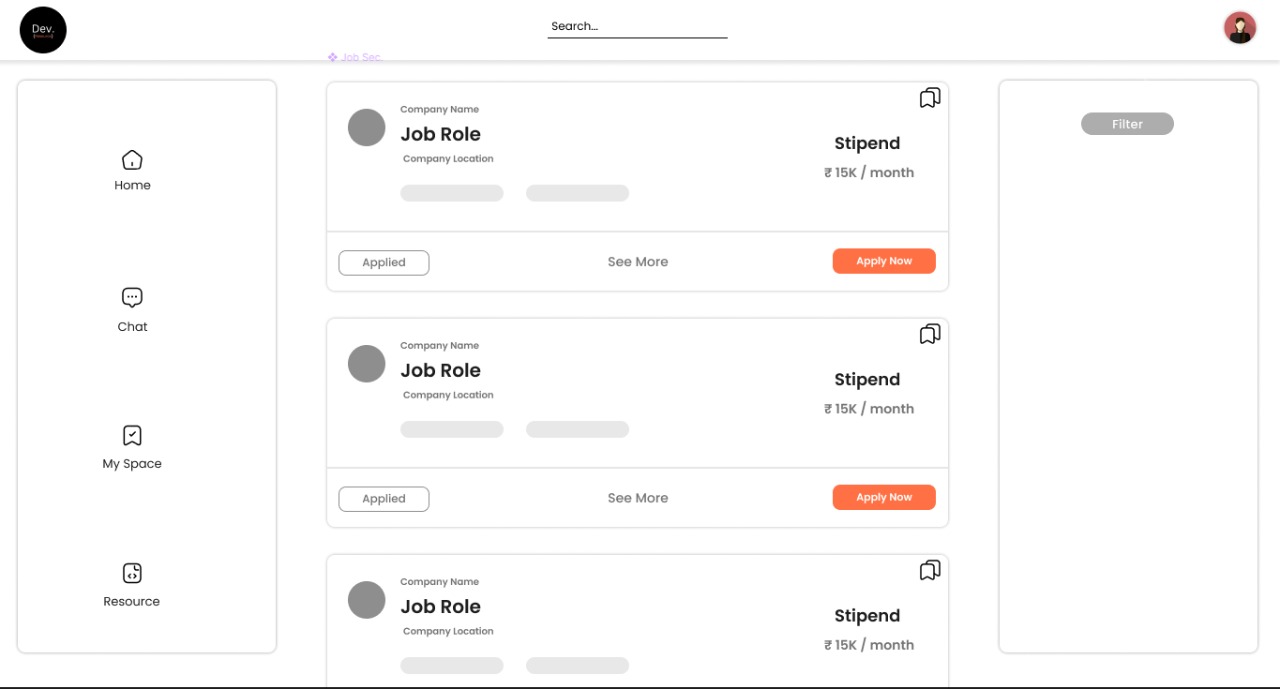 Dev.
Search...
Job Sec.
Home
Chat
My Space
Resource
Company Name
Job Role
Company Location
Stipend
₹ 15K / month
Applied
See More
Apply Now
Company Name
Job Role
Company Location
Stipend
₹ 15K / month
Applied
See More
Apply Now
Company Name
Job Role
Company Location
Stipend
₹ 15K / month
Filter